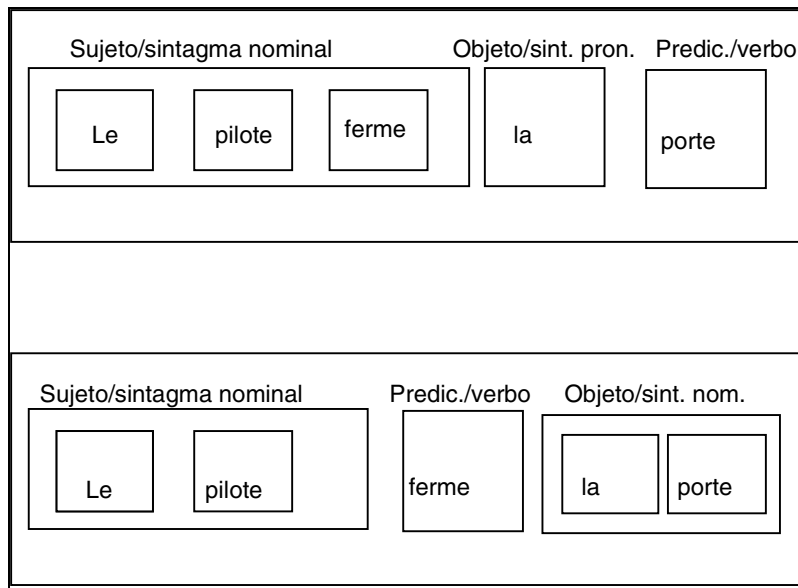 Sujeto/sintagma nominal Objeto/sint. pron. Predic./verbo
Le pilote ferme la porte
Sujeto/sintagma nominal Predic./verbo Objeto/sint. nom.
Le pilote ferme la porte